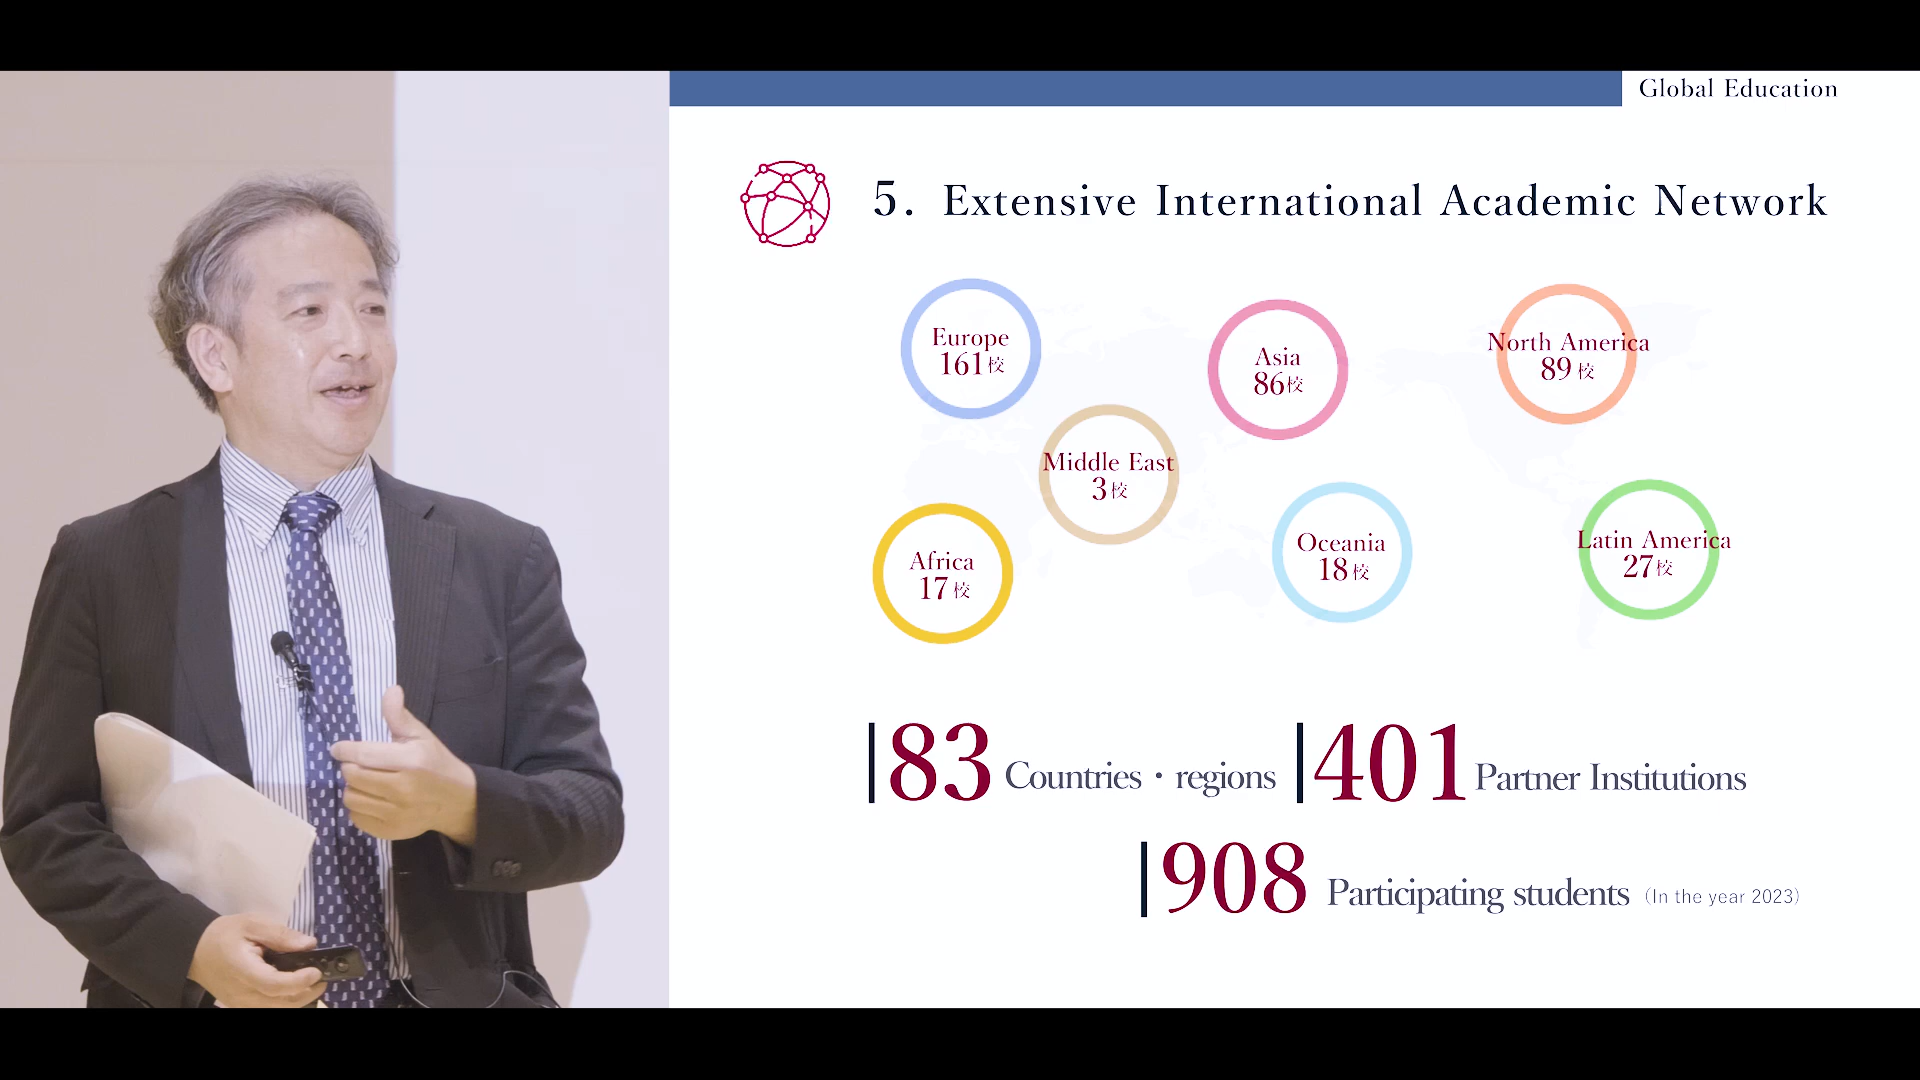 Global Education
5. Extensive International Academic Network
Europe
161校
Asia
86校
North America
89校
Middle East
3校
Africa
17校
Oceania
18校
Latin America
27校
83 Countries・regions
401 Partner Institutions
908 Participating students (In the year 2023)